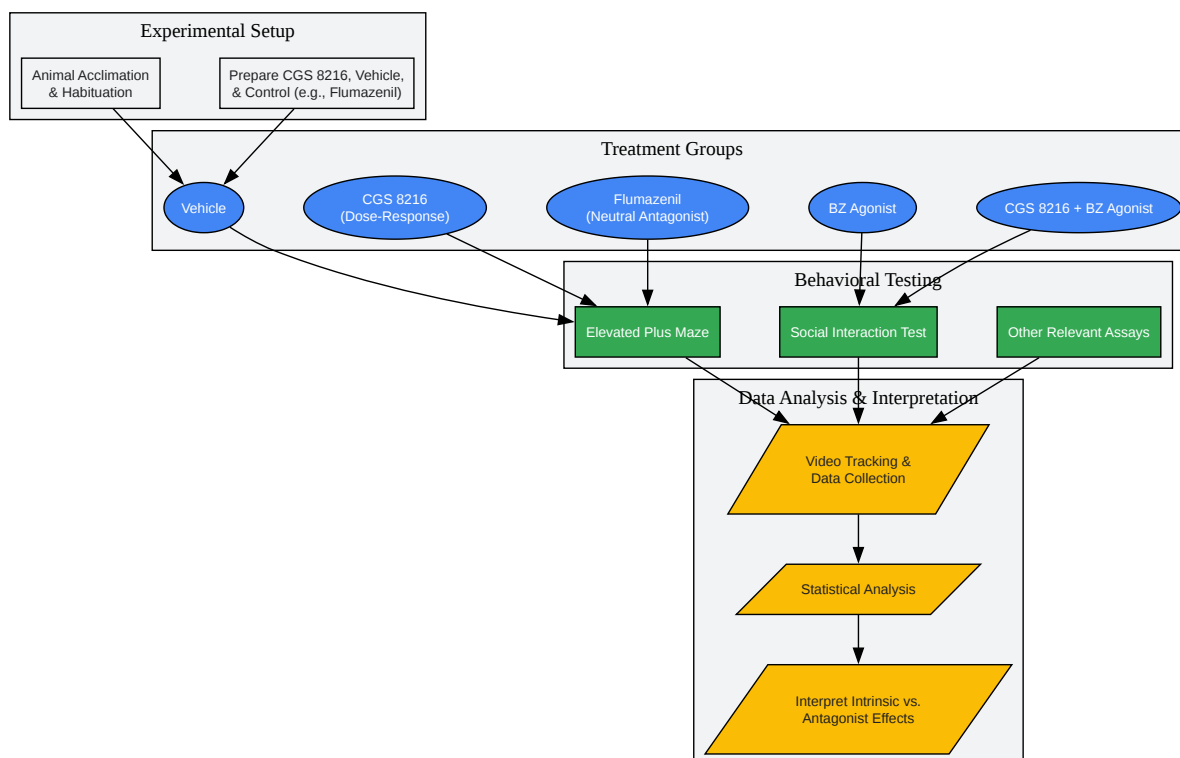 Experimental Setup
Animal Acclimation
& Habituation
Prepare CGS 8216, Vehicle,
& Control (e.g., Flumazenil)
Treatment Groups
Vehicle
CGS 8216
(Dose-Response)
Flumazenil
(Neutral Antagonist)
BZ Agonist
CGS 8216 + BZ Agonist
Behavioral Testing
Elevated Plus Maze
Social Interaction Test
Other Relevant Assays
Data Analysis & Interpretation
Video Tracking &
Data Collection
Statistical Analysis
Interpret Intrinsic vs.
Antagonist Effects